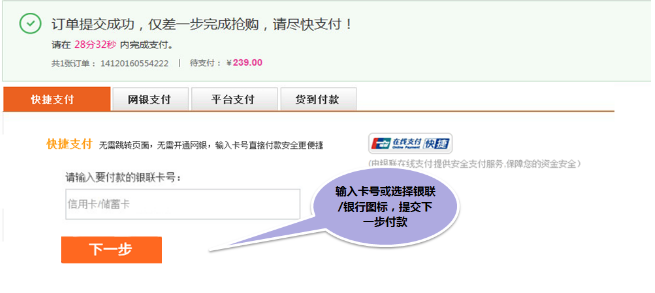 订单提交成功，仅差一步完成抢购，请尽快支付！
请在 28分32秒 内完成支付。
共1张订单： 14120160554222 | 待支付：￥239.00
快捷支付 网银支付 平台支付 货到付款
快捷支付 无需跳转页面，无需开通网银，输入卡号直接付款安全更便捷
在线支付 Online Payment 快捷
(由银联在线支付提供安全支付服务,保障您的资金安全）
请输入要付款的银联卡号：
信用卡/储蓄卡
输入卡号或选择银联
/银行图标，提交下
一步付款
下一步